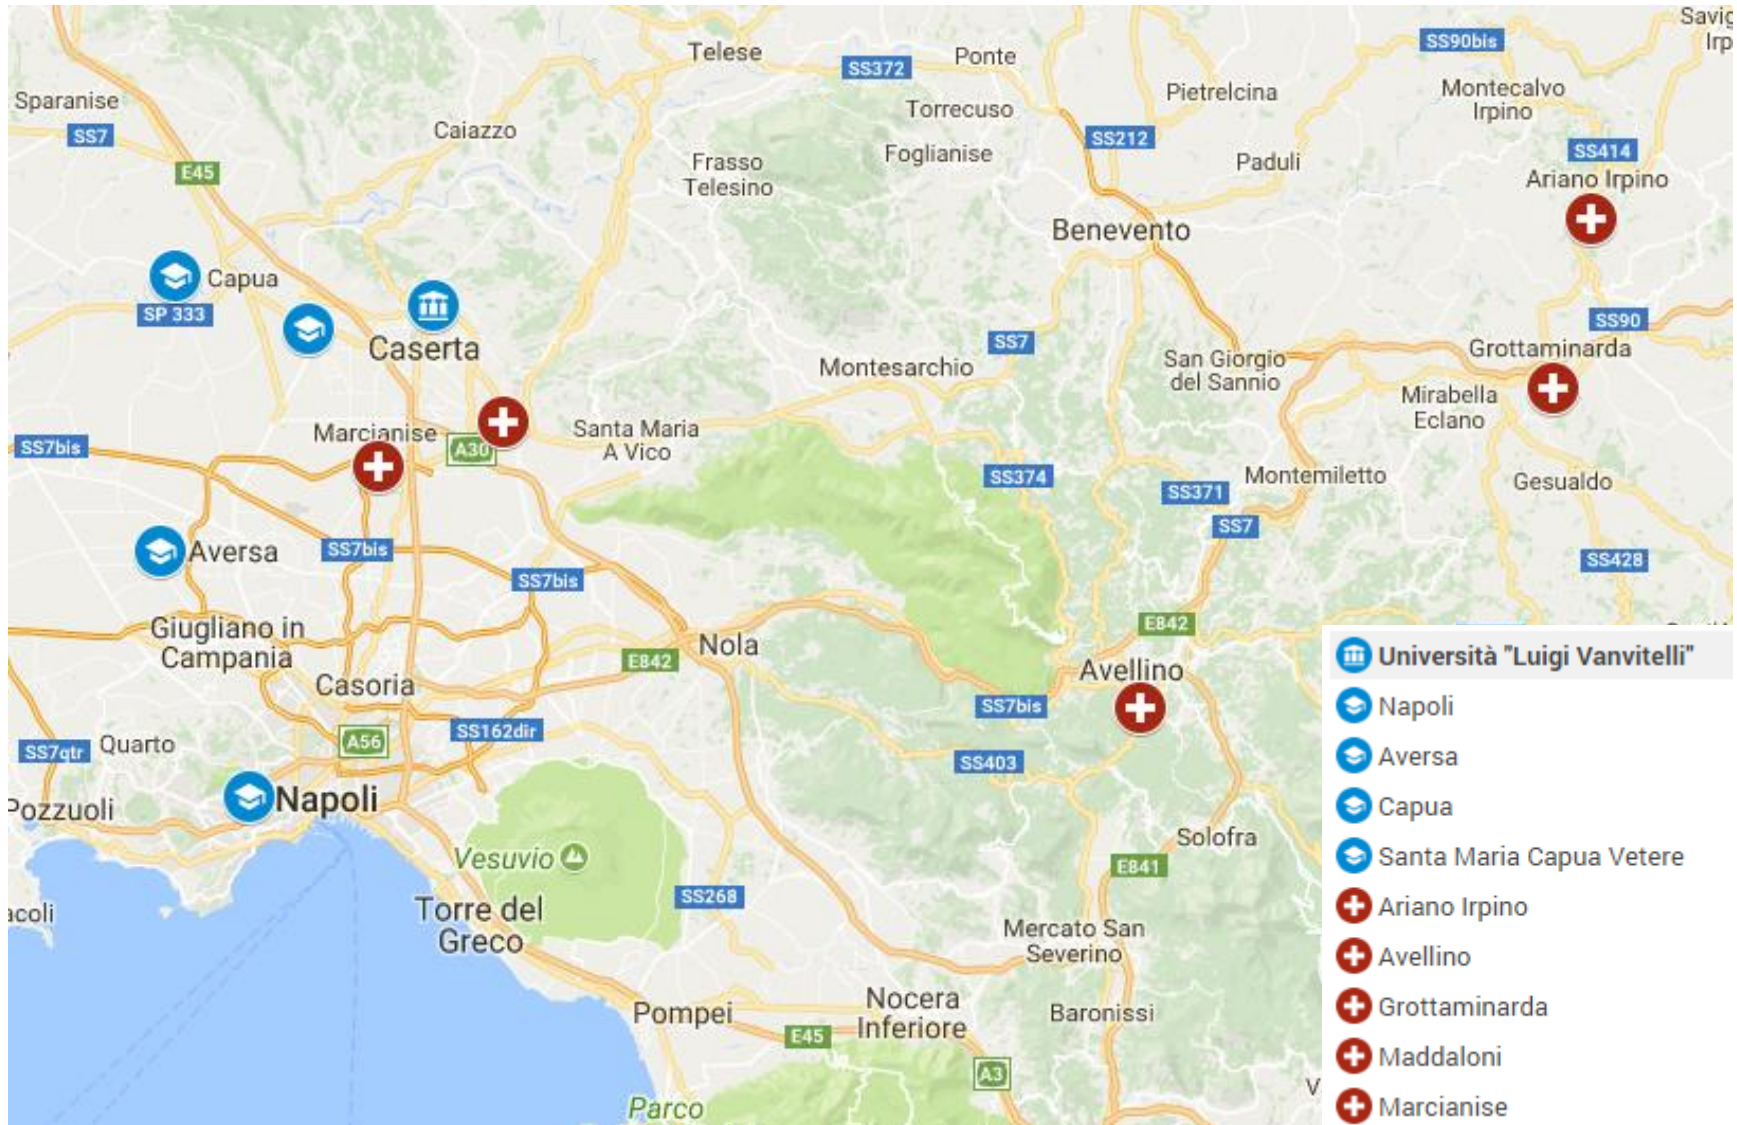 Savig
Irp
SS90bis
Telese
Ponte
SS372
Sparanise
Pietrelcina
Montecalvo
Irpino
Torrecuso
SS7
Caiazzo
SS212
Foglianise
SS414
Frasso
Telesino
Paduli
E45
Ariano Irpino
Benevento
Capua
SP 333
SS90
SS7
Caserta
Grottaminarda
Montesarchio
San Giorgio
del Sannio
Mirabella
Eclano
Marcianise
Santa Maria
A Vico
SS7bis
A30
SS374
Montemiletto
Gesualdo
SS371
SS7
Aversa
SS7bis
SS428
SS7bis
Giugliano in
Campania
E842
Nola
E842
Avellino
Casoria
SS7bis
SS162dir
A56
Quarto
SS7qtr
SS403
Napoli
Pozzuoli
Solofra
Vesuvio
E841
SS268
acoli
Torre del
Greco
Mercato San
Severino
Pompei
Nocera
Inferiore
Baronissi
E45
A3
V
Parco
Università "Luigi Vanvitelli"
Napoli
Aversa
Capua
Santa Maria Capua Vetere
Ariano Irpino
Avellino
Grottaminarda
Maddaloni
Marcianise